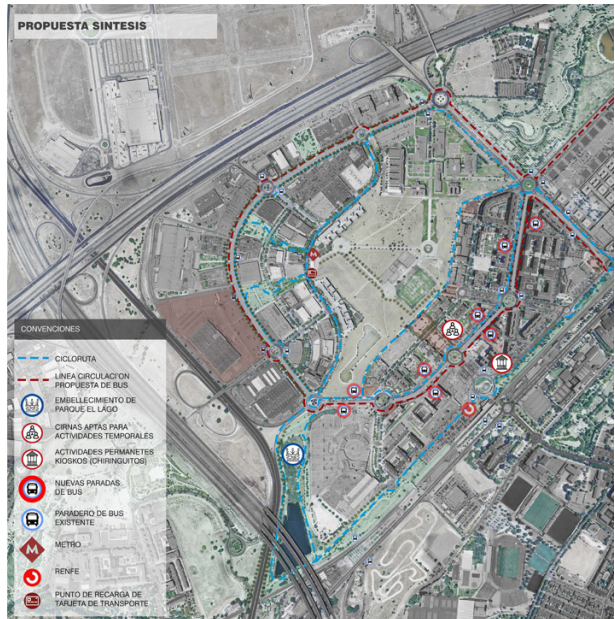 PROPUESTA SINTESIS
CONVENCIONES
CICLORUTA
LINEA CIRCULACION
PROPUESTA DE BUS
EMBELLECIMIENTO DE
PARQUE EL LAGO
CIRNAS APTAS PARA
ACTIVIDADES TEMPORALES
ACTIVIDADES PERMANETES
KIOSKOS (CHIRINGUITOS)
NUEVAS PARADAS
DE BUS
PARADERO DE BUS
EXISTENTE
M
METRO
RENFE
PUNTO DE RECARGA DE
TARJETA DE TRANSPORTE